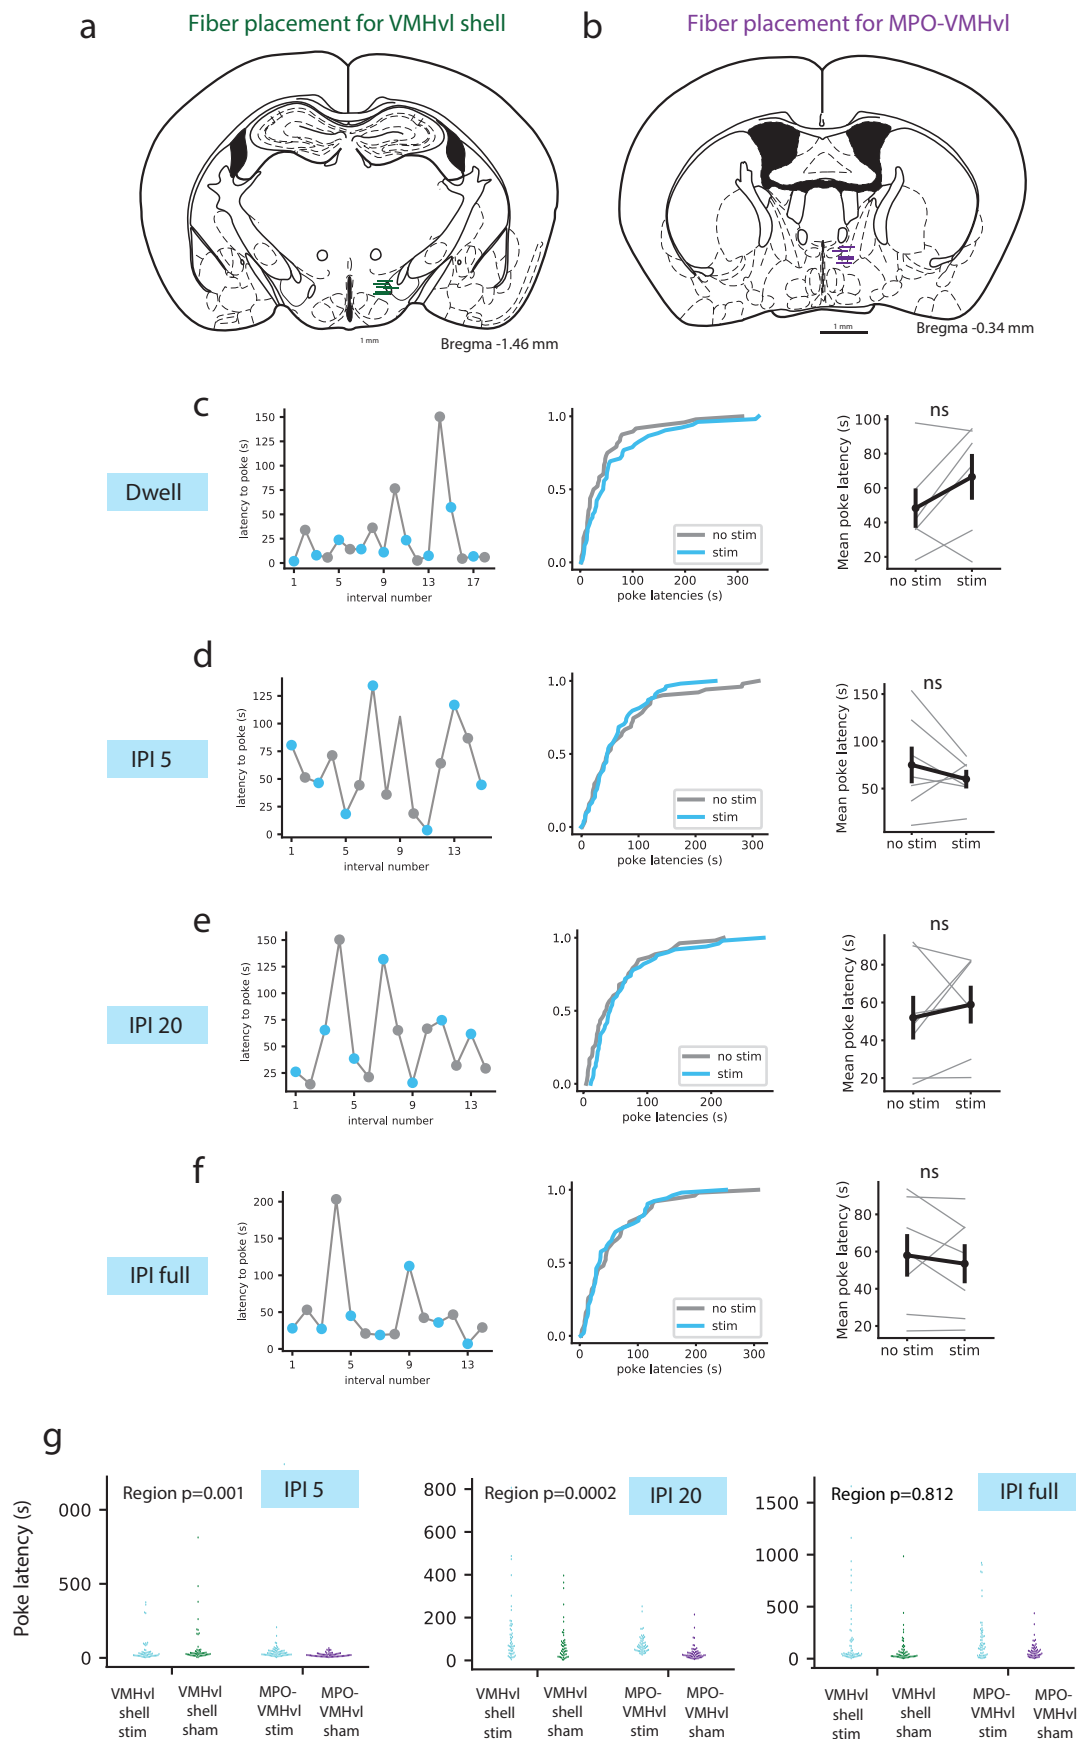 a
Fiber placement for VMHvl shell
b
Fiber placement for MPO-VMHvl
1 mm
Bregma -1.46 mm
1 mm
Bregma -0.34 mm
c
Dwell
latency to poke (s)
150
125
100
75
50
25
0
1 5 9 13 17
interval number
1.0
0.5
0.0
no stim
stim
0 100 200 300
poke latencies (s)
ns
Mean poke latency (s)
100
80
60
40
20
no stim stim
d
IPI 5
latency to poke (s)
125
100
75
50
25
0
1 5 9 13
interval number
1.0
0.5
0.0
no stim
stim
0 100 200 300
poke latencies (s)
ns
Mean poke latency (s)
150
100
50
no stim stim
e
IPI 20
latency to poke (s)
150
125
100
75
50
25
1 5 9 13
interval number
1.0
0.5
0.0
no stim
stim
0 100 200
poke latencies (s)
ns
Mean poke latency (s)
80
60
40
20
no stim stim
f
IPI full
latency to poke (s)
200
150
100
50
0
1 5 9 13
interval number
1.0
0.5
0.0
no stim
stim
0 100 200 300
poke latencies (s)
ns
Mean poke latency (s)
80
60
40
20
no stim stim
g
Poke latency (s)
Region p=0.001
IPI 5
000
500
0
VMHvl shell stim
VMHvl shell sham
MPO-VMHvl stim
MPO-VMHvl sham
Region p=0.0002
IPI 20
800
600
400
200
0
VMHvl shell stim
VMHvl shell sham
MPO-VMHvl stim
MPO-VMHvl sham
Region p=0.812
IPI full
1500
1000
500
0
VMHvl shell stim
VMHvl shell sham
MPO-VMHvl stim
MPO-VMHvl sham